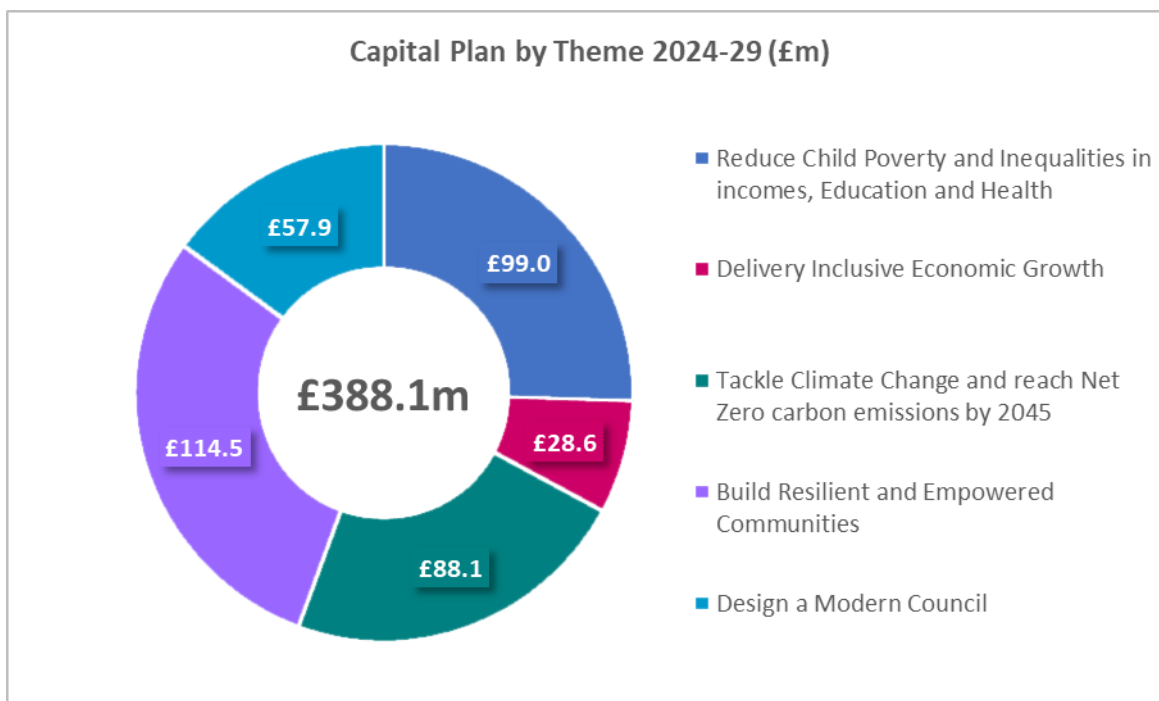 Capital Plan by Theme 2024-29 (£m)
£57.9
£99.0
£388.1m
£28.6
£114.5
£88.1
Reduce Child Poverty and Inequalities in
incomes, Education and Health
Delivery Inclusive Economic Growth
Tackle Climate Change and reach Net
Zero carbon emissions by 2045
Build Resilient and Empowered
Communities
Design a Modern Council